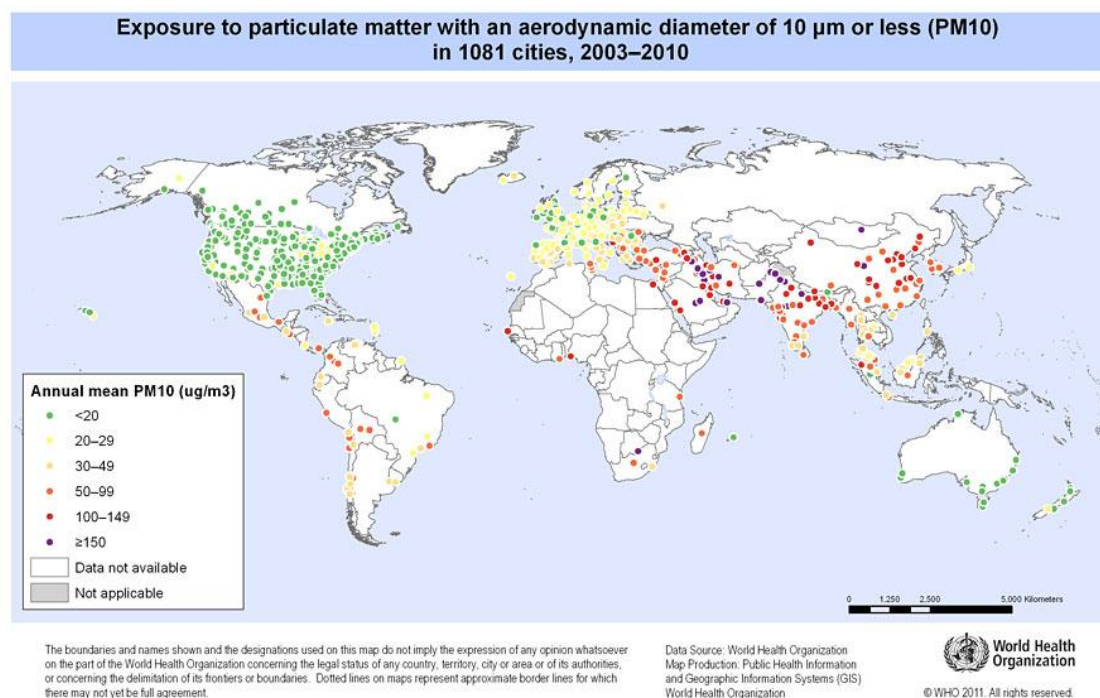 Exposure to particulate matter with an aerodynamic diameter of 10 µm or less (PM10)
in 1081 cities, 2003–2010
Annual mean PM10 (ug/m3)
<20
20–29
30–49
50–99
100–149
≥150
Data not available
Not applicable
0 1,250 2,500 5,000 Kilometers
The boundaries and names shown and the designations used on this map do not imply the expression of any opinion whatsoever
on the part of the World Health Organization concerning the legal status of any country, territory, city or area or of its authorities,
or concerning the delimitation of its frontiers or boundaries. Dotted lines on maps represent approximate border lines for which
there may not yet be full agreement.
Data Source: World Health Organization
Map Production: Public Health Information
and Geographic Information Systems (GIS)
World Health Organization
World Health
Organization
© WHO 2011. All rights reserved.